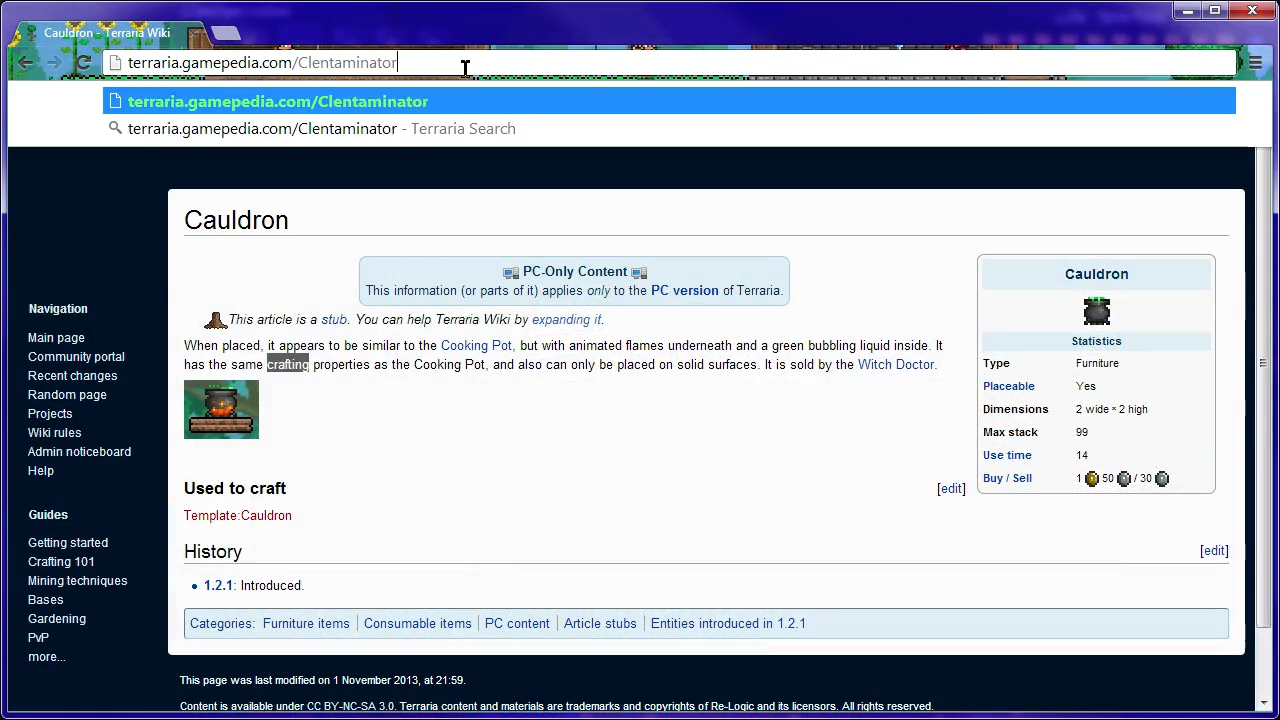 Cauldron - Terraria Wiki
terraria.gamepedia.com/Clentaminator
terraria.gamepedia.com/Clentaminator
terraria.gamepedia.com/Clentaminator - Terraria Search
Cauldron
PC-Only Content
This information (or parts of it) applies only to the PC version of Terraria.
This article is a stub. You can help Terraria Wiki by expanding it.
When placed, it appears to be similar to the Cooking Pot, but with animated flames underneath and a green bubbling liquid inside. It
has the same crafting properties as the Cooking Pot, and also can only be placed on solid surfaces. It is sold by the Witch Doctor.
Cauldron
Statistics
Type Furniture
Placeable Yes
Dimensions 2 wide × 2 high
Max stack 99
Use time 14
Buy / Sell 1 50 / 30
Used to craft [edit]
Template:Cauldron
History [edit]
• 1.2.1: Introduced.
Categories: Furniture items | Consumable items | PC content | Article stubs | Entities introduced in 1.2.1
Navigation
Main page
Community portal
Recent changes
Random page
Projects
Wiki rules
Admin noticeboard
Help
Guides
Getting started
Crafting 101
Mining techniques
Bases
Gardening
PvP
more...
This page was last modified on 1 November 2013, at 21:59.
Content is available under CC BY-NC-SA 3.0. Terraria content and materials are trademarks and copyrights of Re-Logic and its licensors. All rights reserved.